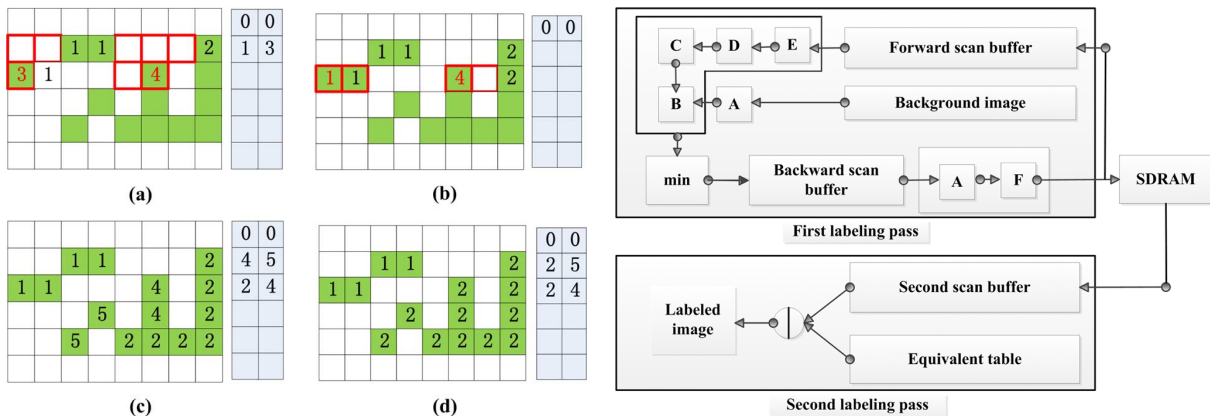 0 0
1 1 2
1 3
3 1 4
(a)
0 0
1 1 2
1 1 4 2
(b)
0 0
1 1 2
4 5
1 1 4 2
2 4
5 4 2
5 2 2 2 2
(c)
0 0
1 1 2
2 5
1 1 2 2
2 4
2 2 2
2 2 2 2 2
(d)
C D E
Forward scan buffer
B A
Background image
min
Backward scan
buffer
A F
SDRAM
First labeling pass
Second scan buffer
Labeled
image
Equivalent table
Second labeling pass